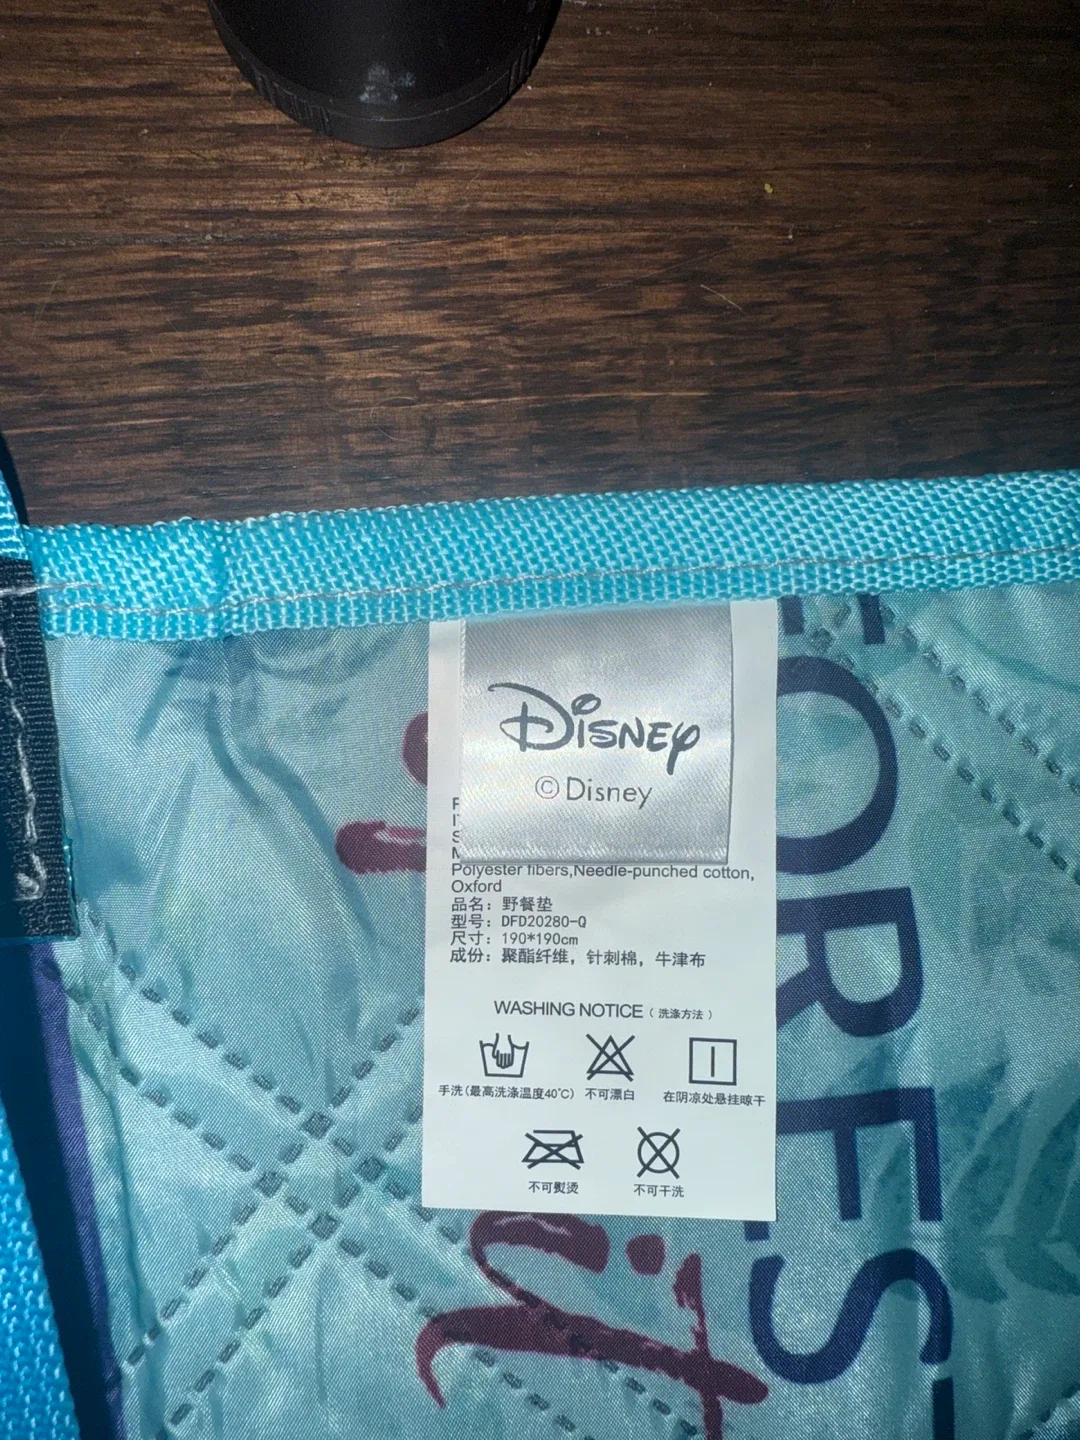 Disney
© Disney
Polyester fibers,Needle-punched cotton,
Oxford
品名：野餐垫
型号：DFD20280-Q
尺寸：190*190cm
成份：聚酯纤维，针刺棉，牛津布
WASHING NOTICE（洗涤方法）
手洗(最高洗涤温度40℃) 不可漂白 在阴凉处悬挂晾干
不可熨烫 不可干洗
FOREST